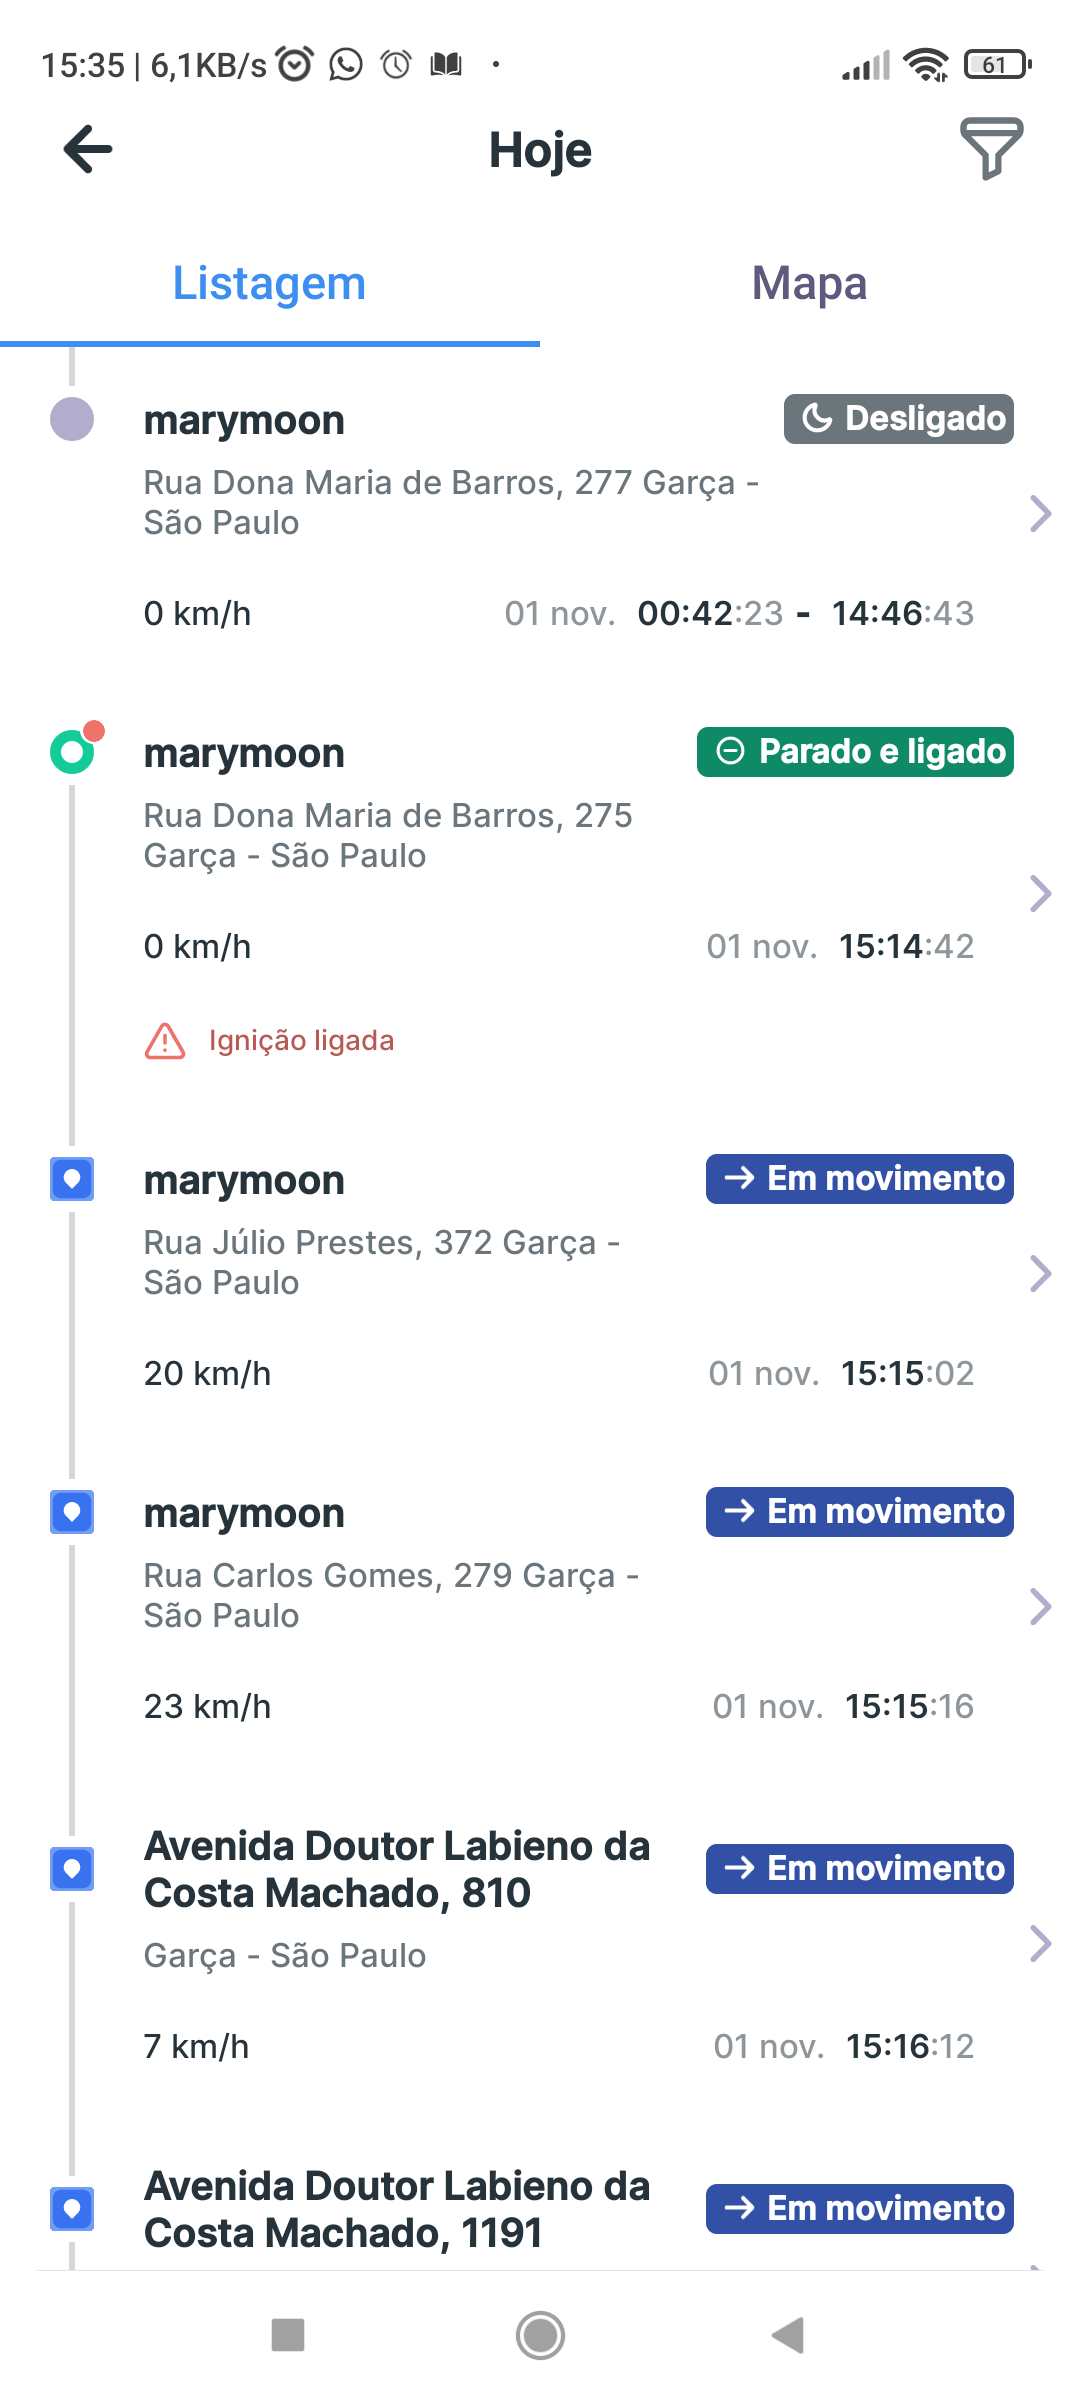 15:35 | 6,1KB/s
61
Hoje
Listagem
Mapa
marymoon
Desligado
Rua Dona Maria de Barros, 277 Garça -
São Paulo
0 km/h
01 nov. 00:42:23 - 14:46:43
marymoon
Parado e ligado
Rua Dona Maria de Barros, 275
Garça - São Paulo
0 km/h
01 nov. 15:14:42
Ignição ligada
marymoon
Em movimento
Rua Júlio Prestes, 372 Garça -
São Paulo
20 km/h
01 nov. 15:15:02
marymoon
Em movimento
Rua Carlos Gomes, 279 Garça -
São Paulo
23 km/h
01 nov. 15:15:16
Avenida Doutor Labieno da
Costa Machado, 810
Em movimento
Garça - São Paulo
7 km/h
01 nov. 15:16:12
Avenida Doutor Labieno da
Costa Machado, 1191
Em movimento